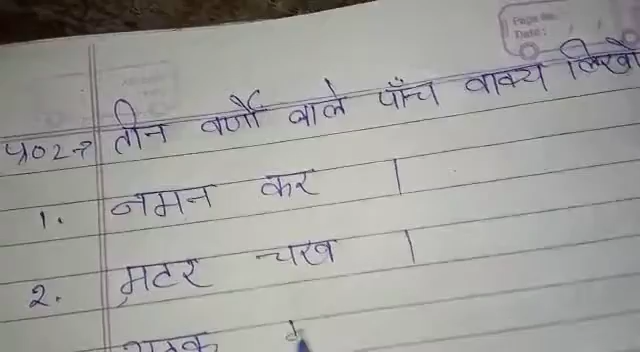 Page No.
Date: / /
प्र02→ तीन वर्णों वाले पाँच वाक्य लिखो
1. नमन कर |
2. मटर चख |